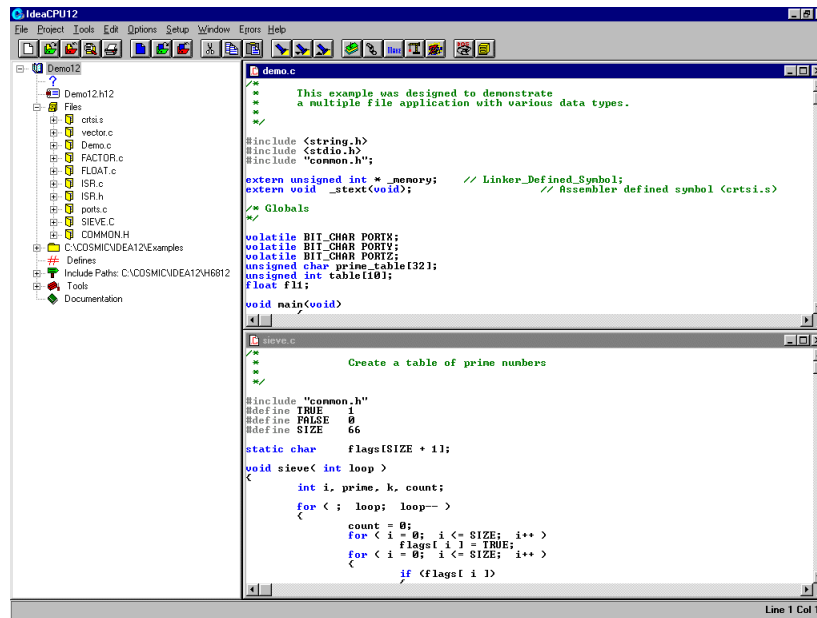 IdeaCPU12
File Project Tools Edit Options Setup Window Errors Help
Demo12
?
Demo12.h12
Files
crtsi.s
vector.c
Demo.c
FACTOR.c
FLOAT.c
ISR.c
ISR.h
ports.c
SIEVE.C
COMMON.H
C:\COSMIC\IDEA12\Examples
# Defines
Include Paths: C:\COSMIC\IDEA12\H6812
Tools
Documentation
demo.c
/*
*       This example was designed to demonstrate
*       a multiple file application with various data types.
*
*/
#include <string.h>
#include <stdio.h>
#include "common.h";
extern unsigned int * _memory;    // Linker_Defined_Symbol;
extern void  _stext(void);                // Assembler defined symbol (crtsi.s)
/* Globals
*/
volatile BIT_CHAR PORTX;
volatile BIT_CHAR PORTY;
volatile BIT_CHAR PORTZ;
unsigned char prime_table[32];
unsigned int table[10];
float fl1;
void main(void)
{
sieve.c
/*
*               Create a table of prime numbers
*
*/
#include "common.h"
#define TRUE    1
#define FALSE   0
#define SIZE    66
static char     flags[SIZE + 1];
void sieve( int loop )
{
int i, prime, k, count;
for ( ;  loop;  loop-- )
{
count = 0;
for ( i = 0;  i <= SIZE;  i++ )
flags[ i ] = TRUE;
for ( i = 0;  i <= SIZE;  i++ )
{
if (flags[ i ])
{
Line 1 Col 1